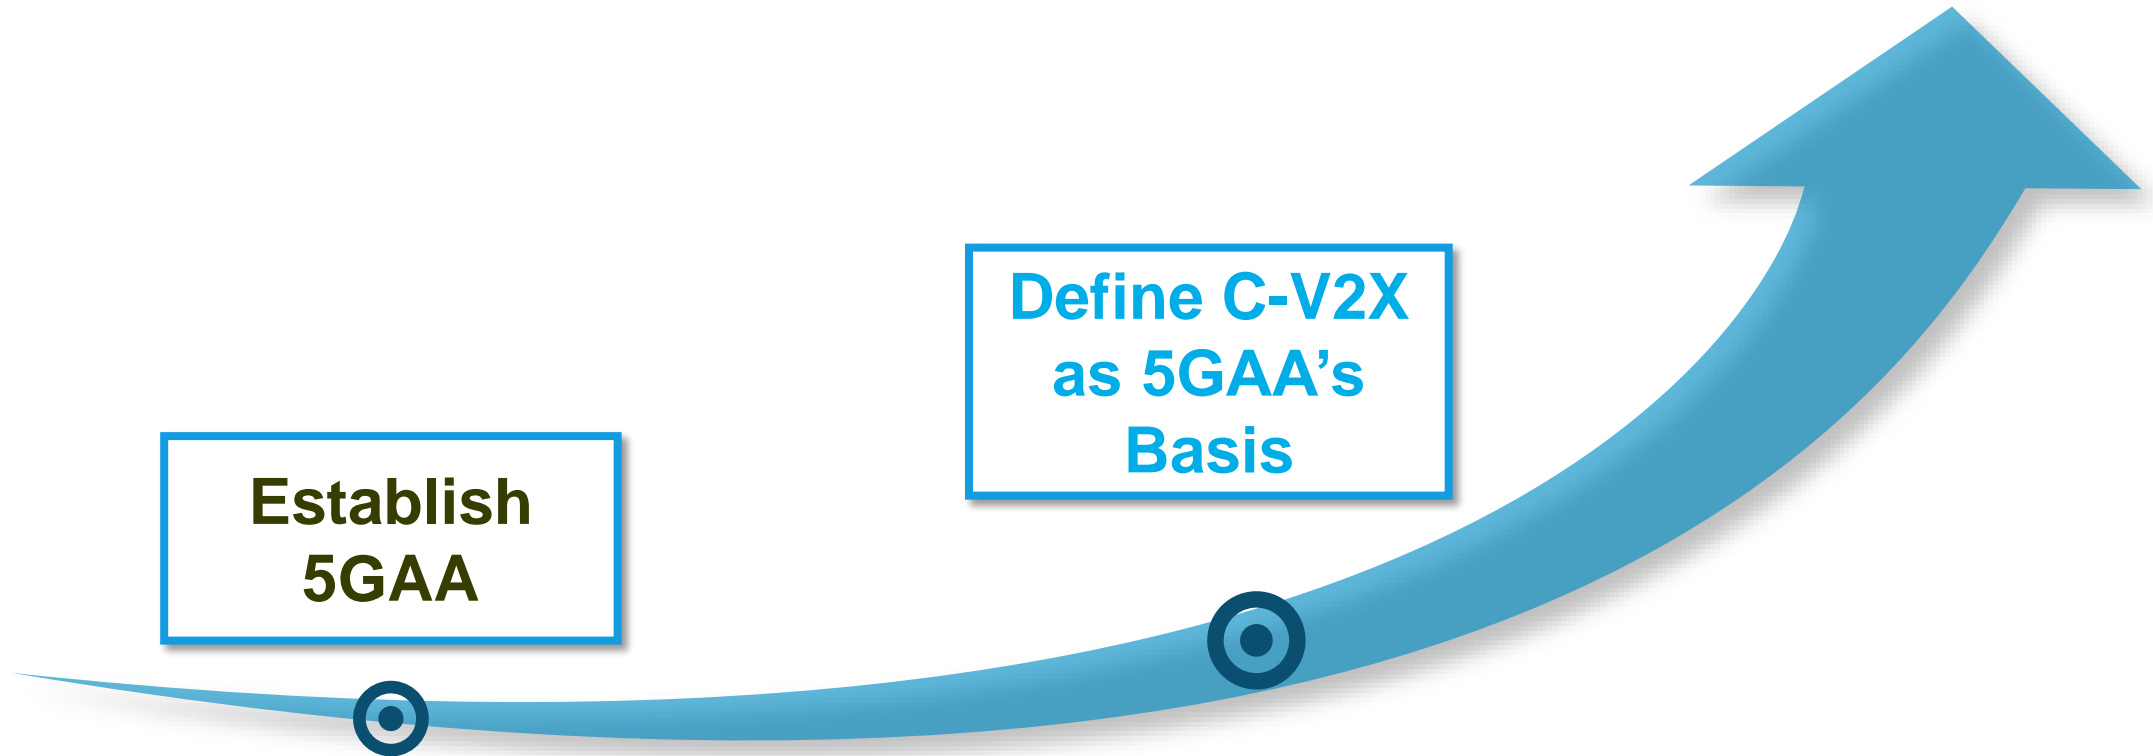 Establish
5GAA
Define C-V2X
as 5GAA’s
Basis